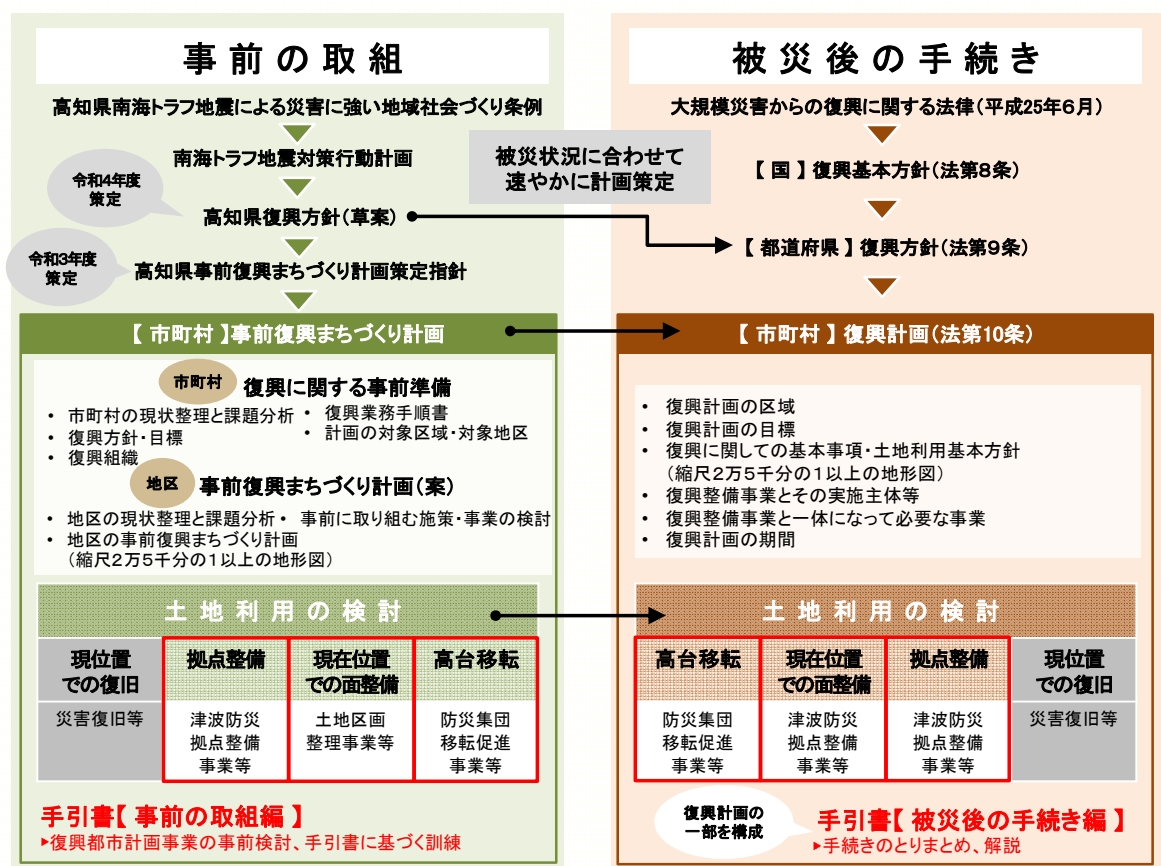 事前の取組
高知県南海トラフ地震による災害に強い地域社会づくり条例
南海トラフ地震対策行動計画
令和4年度
策定
高知県復興方針(草案)
令和3年度
策定
高知県事前復興まちづくり計画策定指針
【 市町村 】事前復興まちづくり計画
市町村 復興に関する事前準備
• 市町村の現状整理と課題分析
• 復興方針・目標
• 復興組織
• 復興業務手順書
• 計画の対象区域・対象地区
地区 事前復興まちづくり計画(案)
• 地区の現状整理と課題分析
• 事前に取り組む施策・事業の検討
• 地区の事前復興まちづくり計画
(縮尺2万5千分の1以上の地形図)
土地利用の検討
現位置
での復旧
拠点整備
現在位置
での面整備
高台移転
災害復旧等
津波防災
拠点整備
事業等
土地区画
整理事業等
防災集団
移転促進
事業等
手引書【 事前の取組編 】
▶復興都市計画事業の事前検討、手引書に基づく訓練
被災状況に合わせて
速やかに計画策定
被災後の手続き
大規模災害からの復興に関する法律(平成25年6月)
【 国 】復興基本方針(法第8条)
【 都道府県 】復興方針(法第9条)
【 市町村 】復興計画(法第10条)
• 復興計画の区域
• 復興計画の目標
• 復興に関しての基本事項・土地利用基本方針
(縮尺2万5千分の1以上の地形図)
• 復興整備事業とその実施主体等
• 復興整備事業と一体になって必要な事業
• 復興計画の期間
土地利用の検討
高台移転
現在位置
での面整備
拠点整備
現位置
での復旧
防災集団
移転促進
事業等
津波防災
拠点整備
事業等
津波防災
拠点整備
事業等
災害復旧等
復興計画の
一部を構成
手引書【 被災後の手続き編 】
▶手続きのとりまとめ、解説